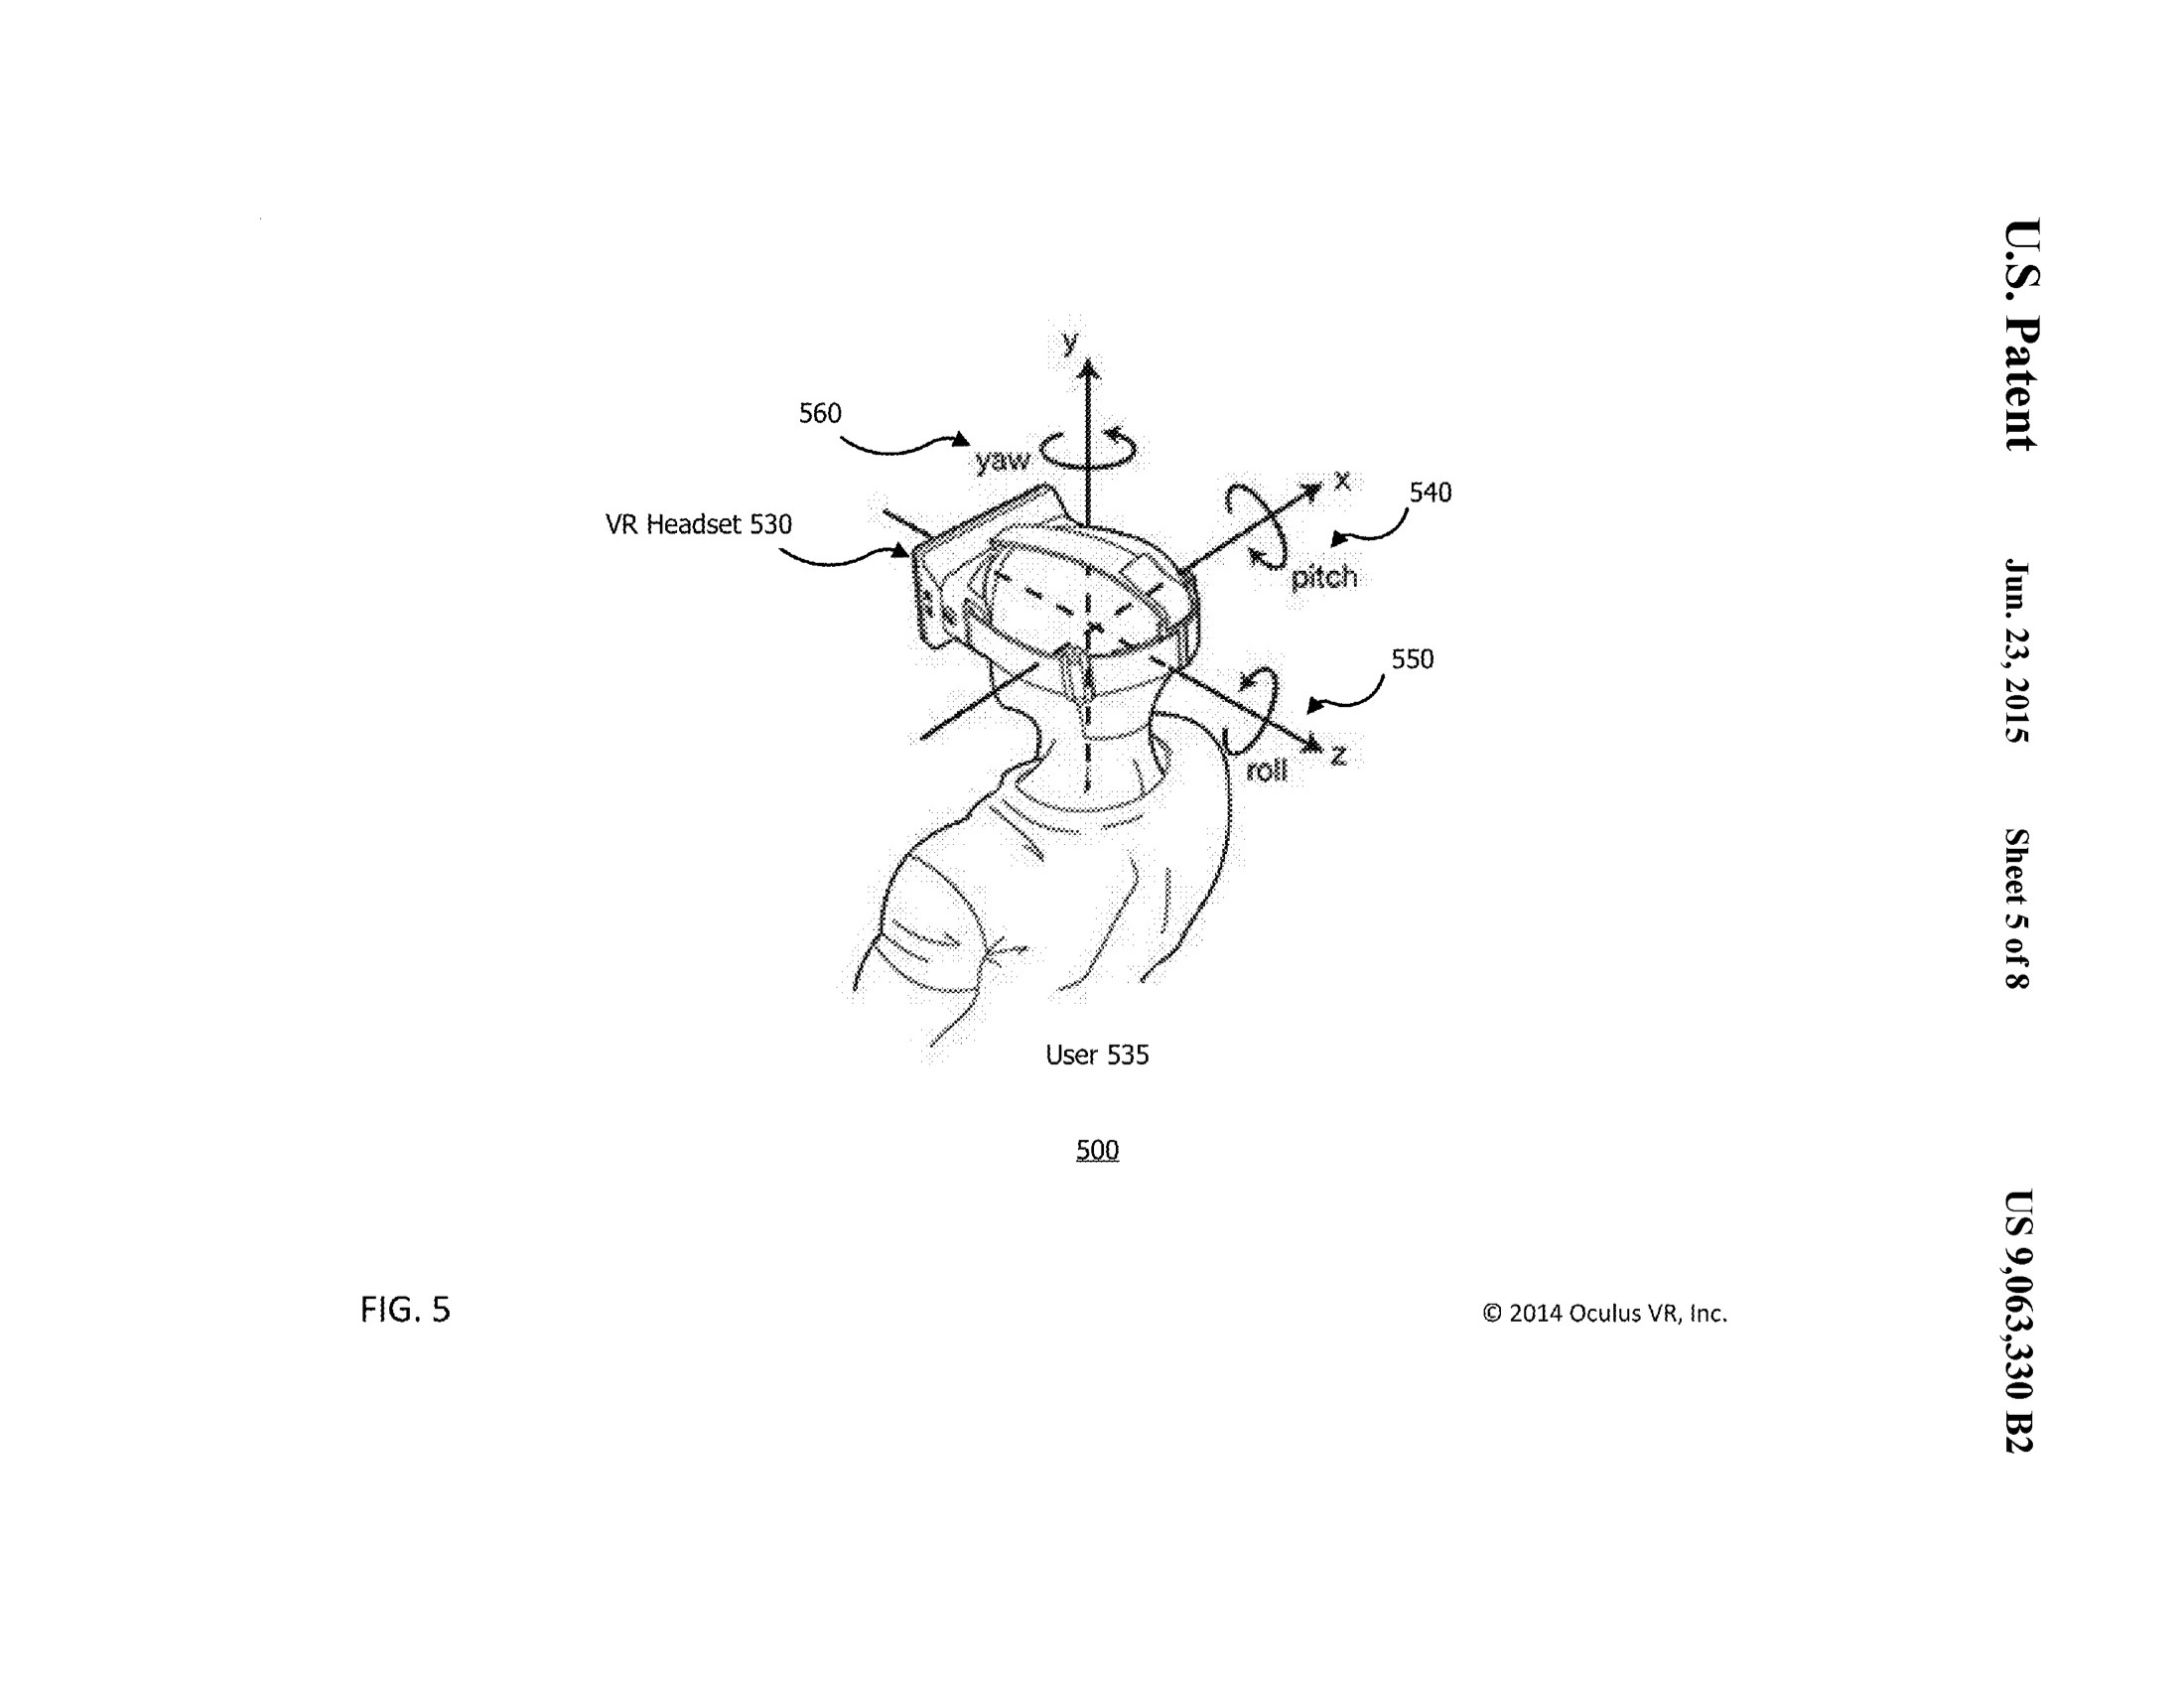 U.S. Patent Jun. 23, 2015 Sheet 5 of 8 US 9,063,330 B2
y
560
yaw
x
540
VR Headset 530
pitch
550
z
roll
User 535
500
FIG. 5
© 2014 Oculus VR, Inc.